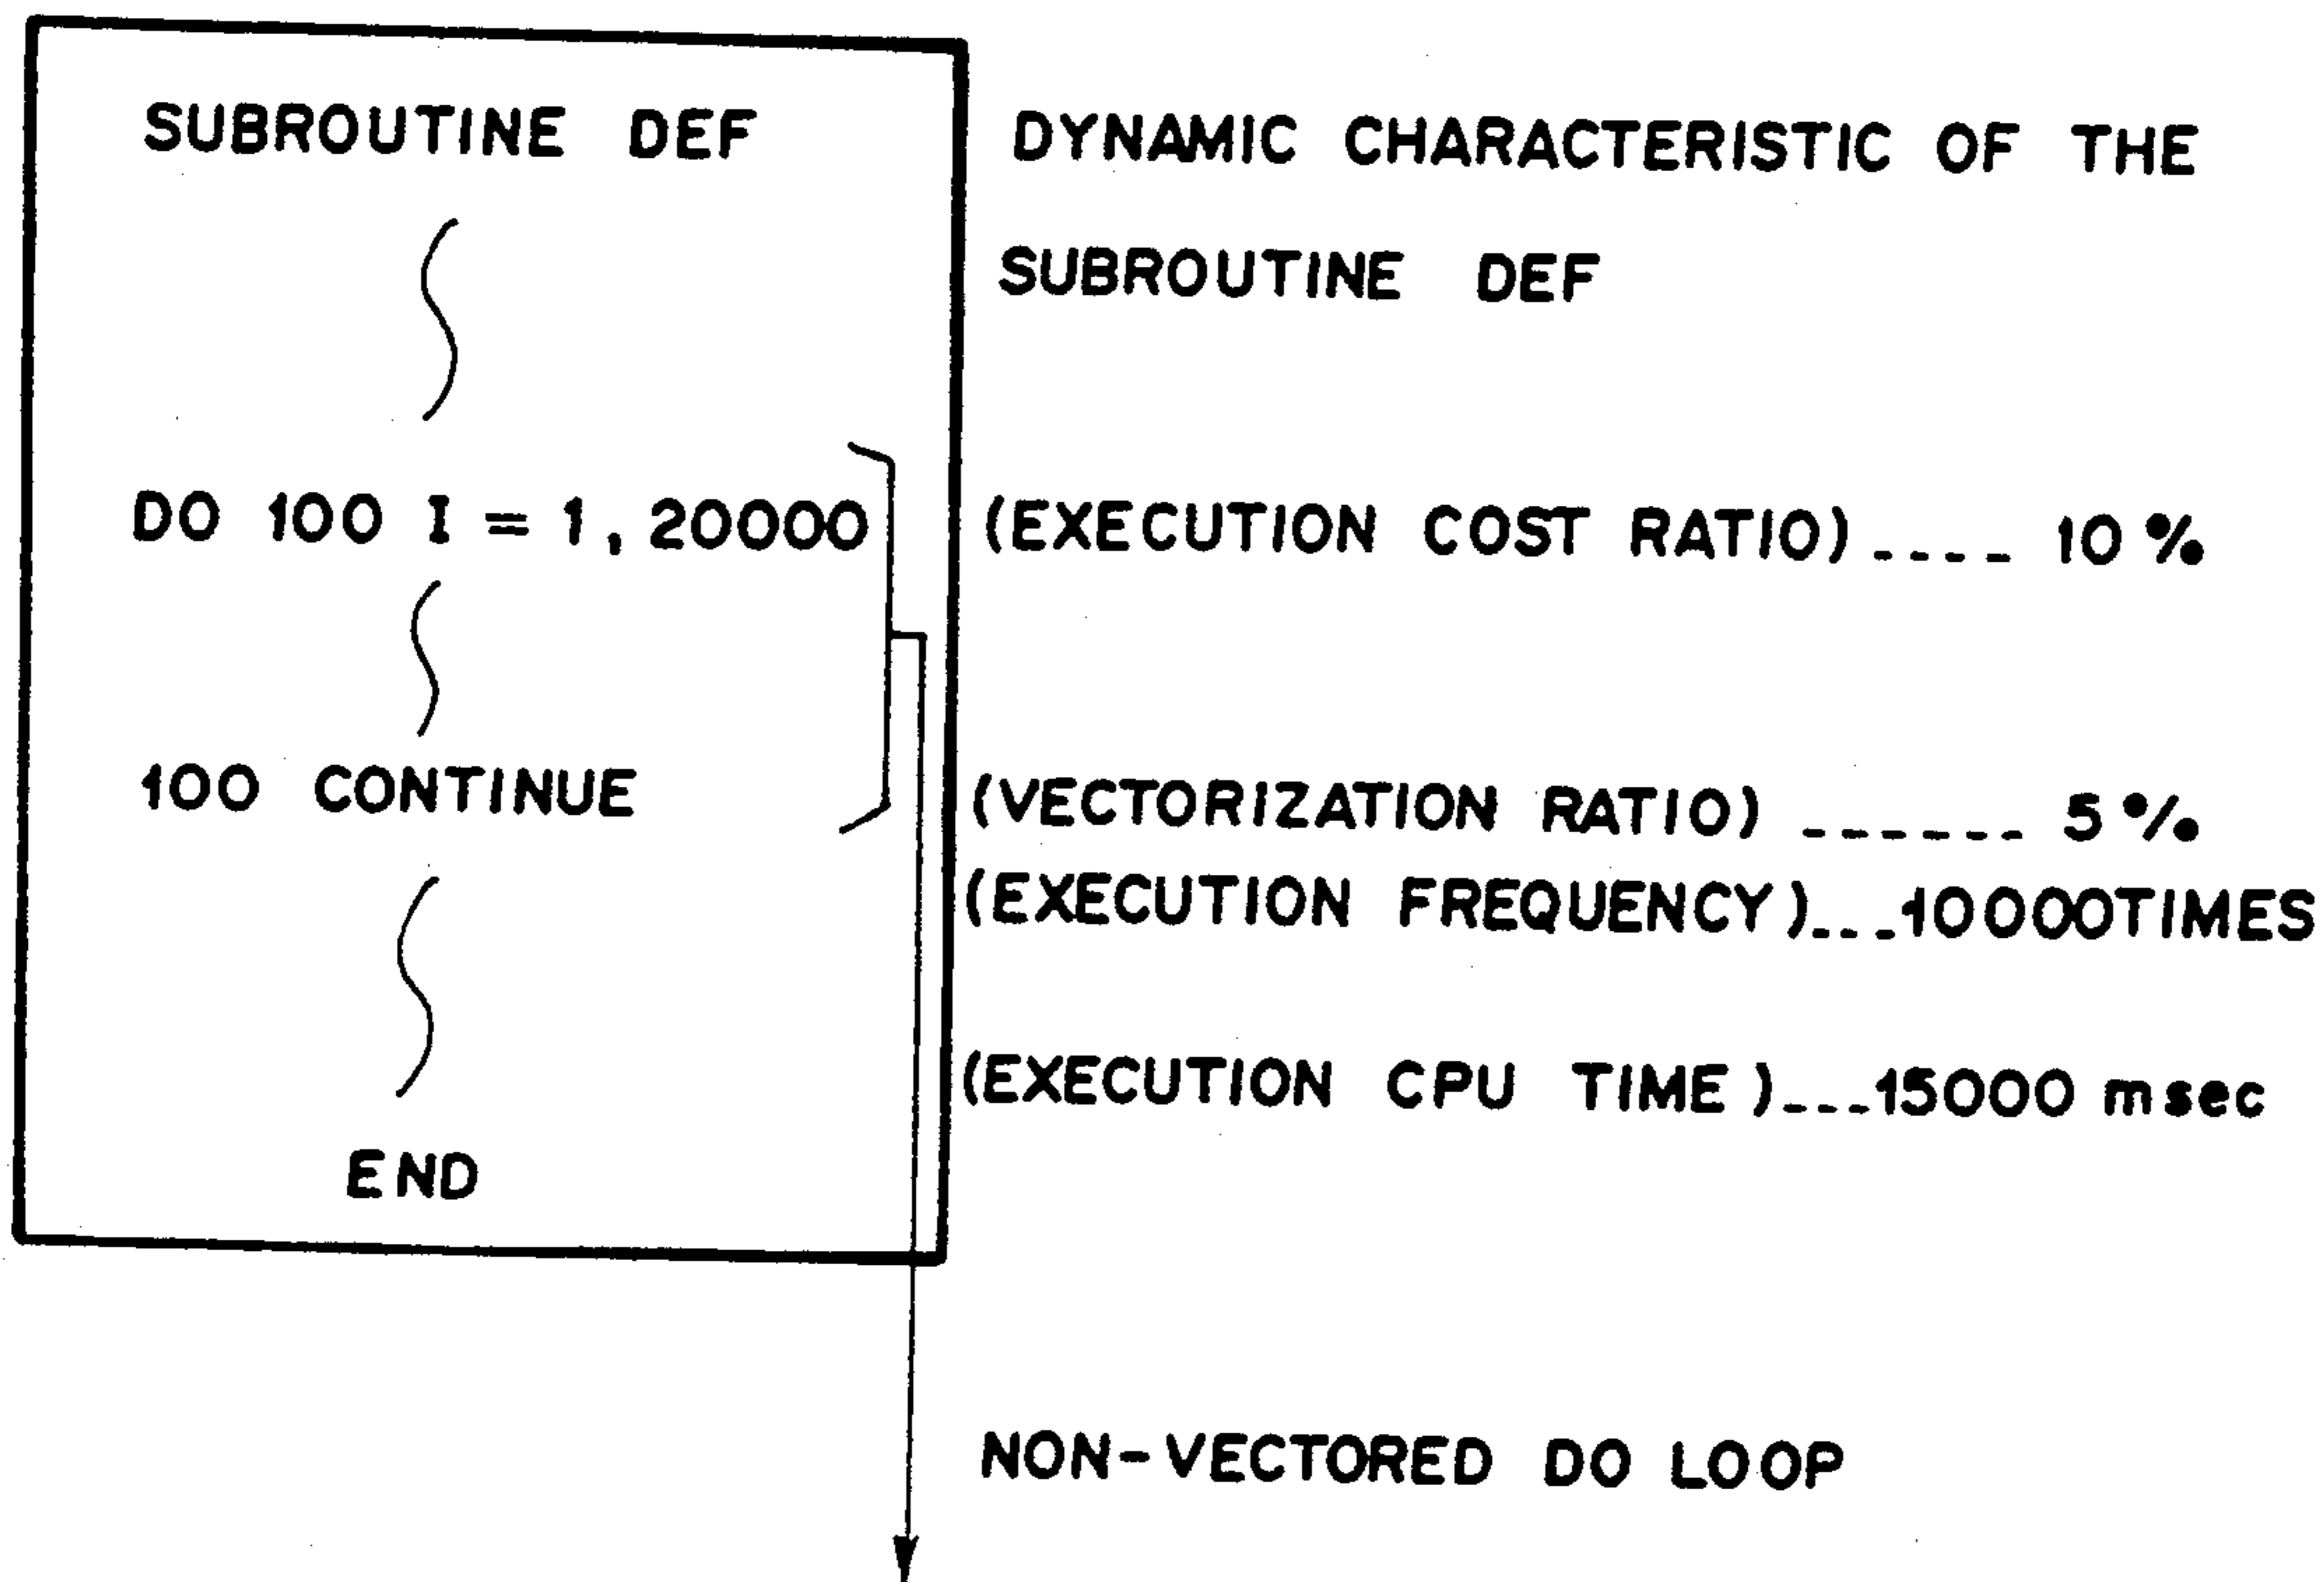 SUBROUTINE DEF
DO 100 I = 1, 20000
100 CONTINUE
END
DYNAMIC CHARACTERISTIC OF THE
SUBROUTINE DEF
(EXECUTION COST RATIO) ---- 10 %
(VECTORIZATION RATIO) ------ 5 %
(EXECUTION FREQUENCY) --- 10000TIMES
(EXECUTION CPU TIME) --- 15000 msec
NON-VECTORED DO LOOP